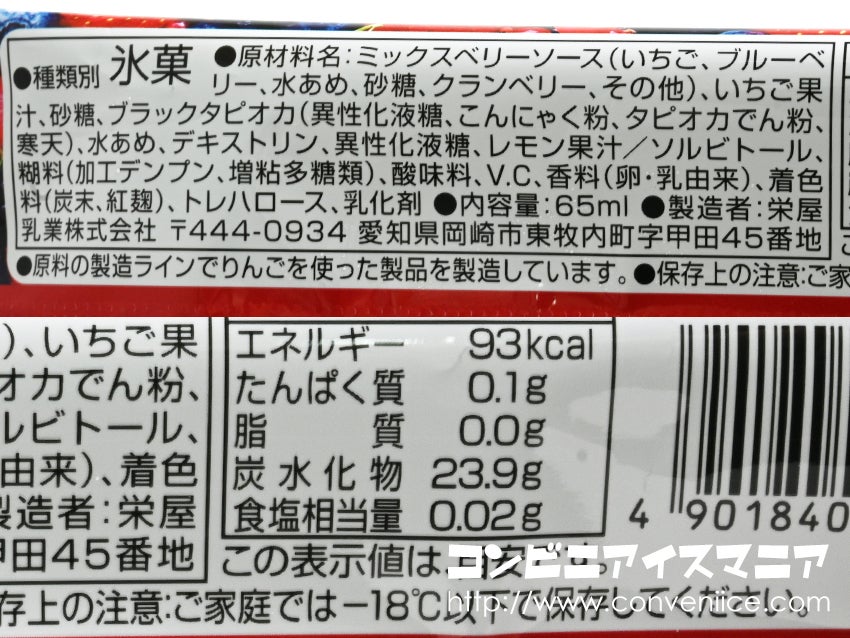 ●種類別 氷菓 ●原材料名:ミックスベリーソース(いちご、ブルーベ
リー、水あめ、砂糖、クランベリー、その他)、いちご果
汁、砂糖、ブラックタピオカ(異性化液糖、こんにゃく粉、タピオカでん粉、
寒天)、水あめ、デキストリン、異性化液糖、レモン果汁/ソルビトール、
糊料(加工デンプン、増粘多糖類)、酸味料、V.C、香料(卵・乳由来)、着色
料(炭末、紅麹)、トレハロース、乳化剤 ●内容量:65ml ●製造者:栄屋
乳業株式会社 〒444-0934 愛知県岡崎市東牧内町字甲田45番地
●原料の製造ラインでりんごを使った製品を製造しています。●保存上の注意:ご家
)、いちご果
オカでん粉、
ルビトール、
由来)、着色
製造者:栄屋
甲田45番地
存上の注意:ご家庭では-18℃以下で保存してください。
エネルギー 93kcal
たんぱく質 0.1g
脂質 0.0g
炭水化物 23.9g
食塩相当量 0.02g
この表示値は、目安です。
4 901840
コンビニアイスマニア
http://www.conveniice.com/